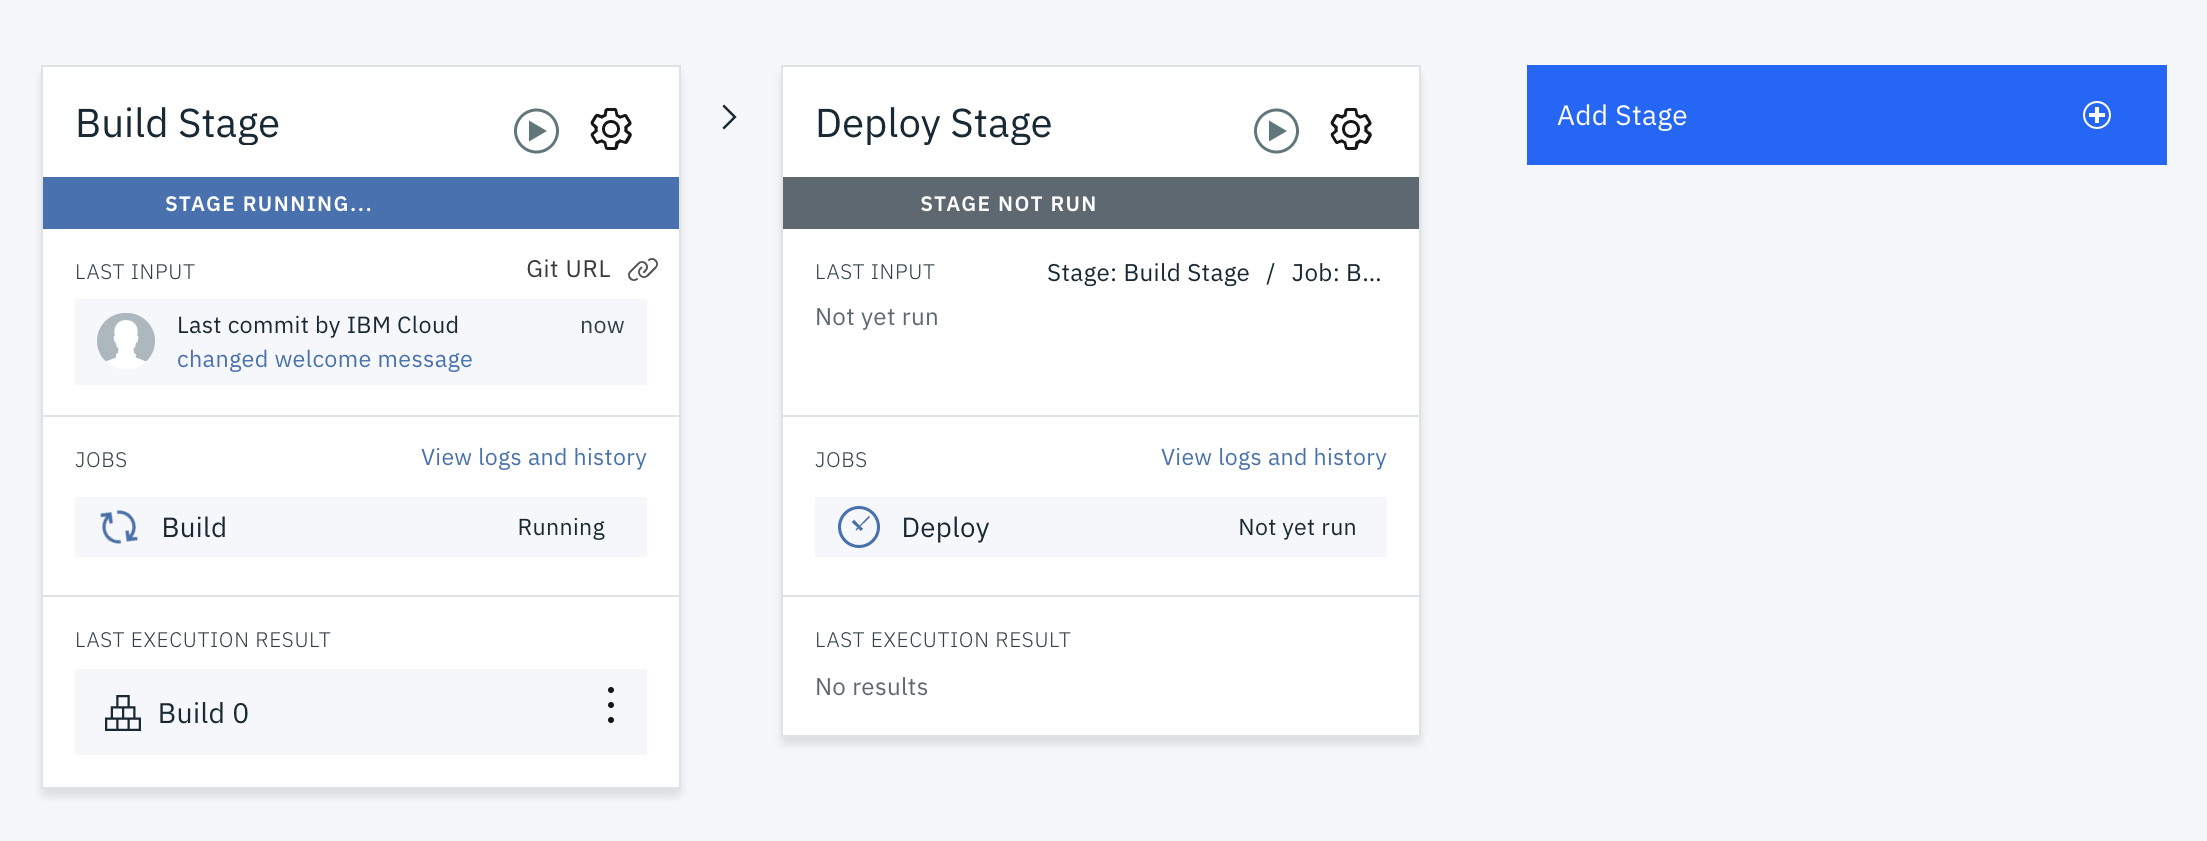 Build Stage
STAGE RUNNING...
LAST INPUT
Git URL
Last commit by IBM Cloud
now
changed welcome message
JOBS
View logs and history
Build
Running
LAST EXECUTION RESULT
Build 0
Deploy Stage
STAGE NOT RUN
LAST INPUT
Stage: Build Stage / Job: B...
Not yet run
JOBS
View logs and history
Deploy
Not yet run
LAST EXECUTION RESULT
No results
Add Stage